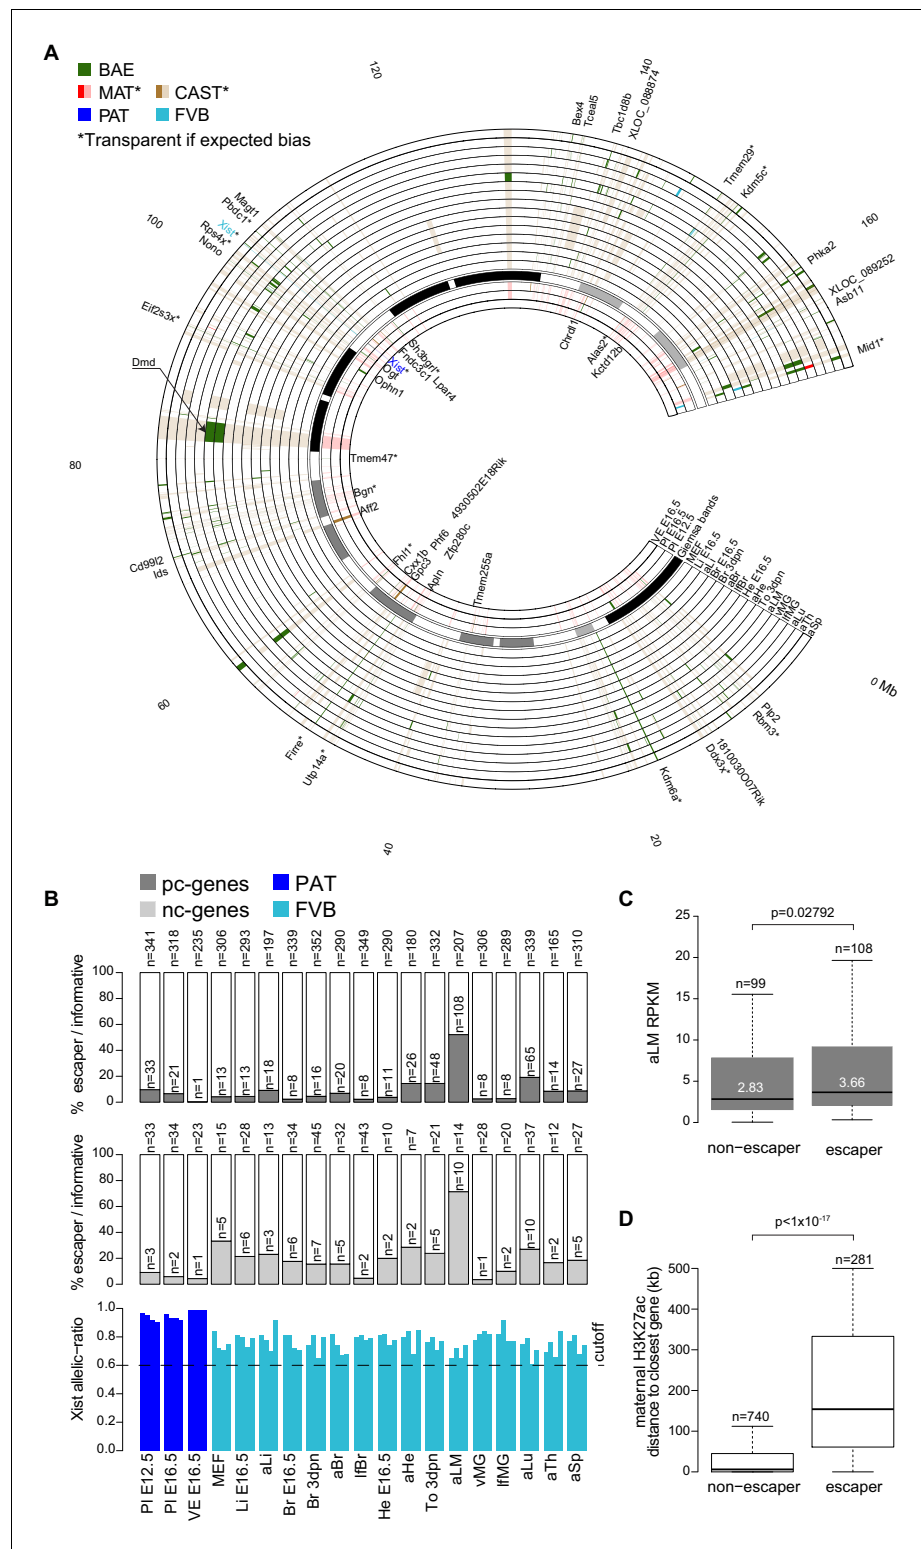 A
BAE
MAT*
CAST*
PAT
FVB
*Transparent if expected bias
120
140
160
100
80
60
40
20
0 Mb
Bex4
Tceal5
Tbc1d8b
XLOC_088874
Tmem29*
Kdm5c*
Phka2
XLOC_089252
Asb11
Mid1*
Magt1
Pbdc1*
Xist*
Rps4x*
Nono
Eif2s3x*
Dmd
Cd99l2
Ids
Firre*
Utp14a*
Kdm6a*
Ddx3x*
1810030O07Rik
Rbm3*
Plp2
Chrdl1
Alas2*
Kctd12b
Sh3bgrl*
Lpar4
Fndc3c1
Xist*
Ogt
Ophn1
Tmem47*
Bgn*
Aff2
Fhl1*
Cxx1b
Gpc3
Phf6
4930502E18Rik
Apln
Zfp280c
Tmem255a
VE E16.5
Pl E16.5
Pl E12.5
Giemsa bands
MEF
Li E16.5
aLi
Br E16.5
Br 3dpn
aBr
lfBr
He E16.5
aHe
To 3dpn
aLM
vMG
lfMG
aLu
aTh
aSp
B
pc-genes
PAT
nc-genes
FVB
n=341 n=318 n=235 n=306 n=293 n=197 n=339 n=352 n=290 n=349 n=290 n=180 n=332 n=207 n=306 n=289 n=339 n=165 n=310
% escaper / informative
100
80
60
40
20
0
n=33 n=21 n=1 n=13 n=13 n=18 n=8 n=16 n=20 n=8 n=11 n=26 n=48 n=108 n=8 n=8 n=65 n=14 n=27
n=33 n=34 n=23 n=15 n=28 n=13 n=34 n=45 n=32 n=43 n=10 n=7 n=21 n=14 n=28 n=20 n=37 n=12 n=27
% escaper / informative
100
80
60
40
20
0
n=3 n=2 n=1 n=5 n=6 n=3 n=6 n=7 n=5 n=2 n=2 n=2 n=5 n=10 n=1 n=2 n=10 n=2 n=5
Xist allelic-ratio
1.0
0.8
0.6
0.4
0.2
0.0
cutoff
Pl E12.5
Pl E16.5
VE E16.5
MEF
Li E16.5
aLi
Br E16.5
Br 3dpn
aBr
lfBr
He E16.5
aHe
To 3dpn
aLM
vMG
lfMG
aLu
aTh
aSp
C
p=0.02792
aLM RPKM
25
20
15
10
5
0
n=99
n=108
2.83
3.66
non−escaper
escaper
D
p<1x10-17
maternal H3K27ac
distance to closest gene (kb)
500
400
300
200
100
0
n=740
n=281
non−escaper
escaper